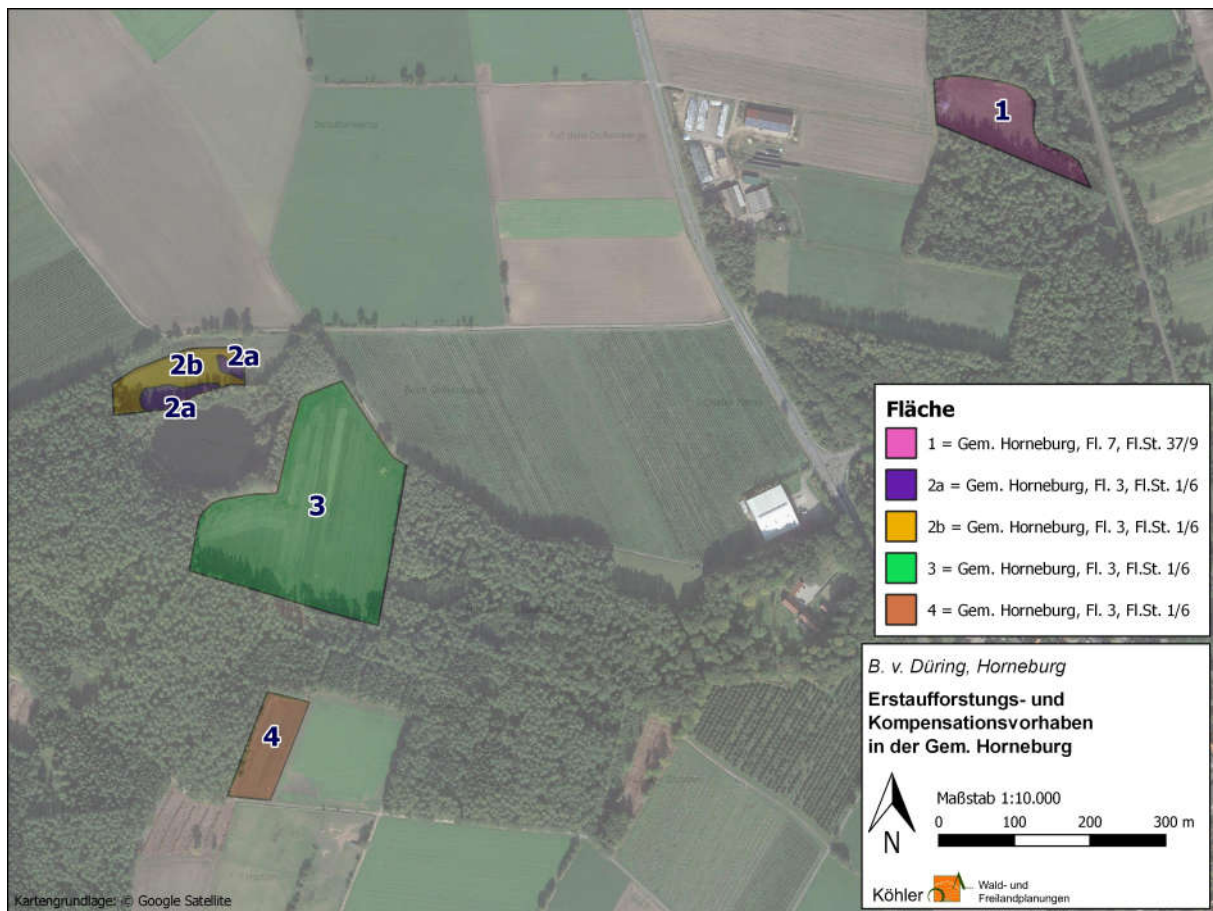 1
2b
2a
2a
3
4
Fläche
1 = Gem. Horneburg, Fl. 7, Fl.St. 37/9
2a = Gem. Horneburg, Fl. 3, Fl.St. 1/6
2b = Gem. Horneburg, Fl. 3, Fl.St. 1/6
3 = Gem. Horneburg, Fl. 3, Fl.St. 1/6
4 = Gem. Horneburg, Fl. 3, Fl.St. 1/6
B. v. Düring, Horneburg
Erstaufforstungs- und
Kompensationsvorhaben
in der Gem. Horneburg
Maßstab 1:10.000
0 100 200 300 m
N
Köhler
Wald- und
Freilandplanungen
Kartengrundlage: © Google Satellite